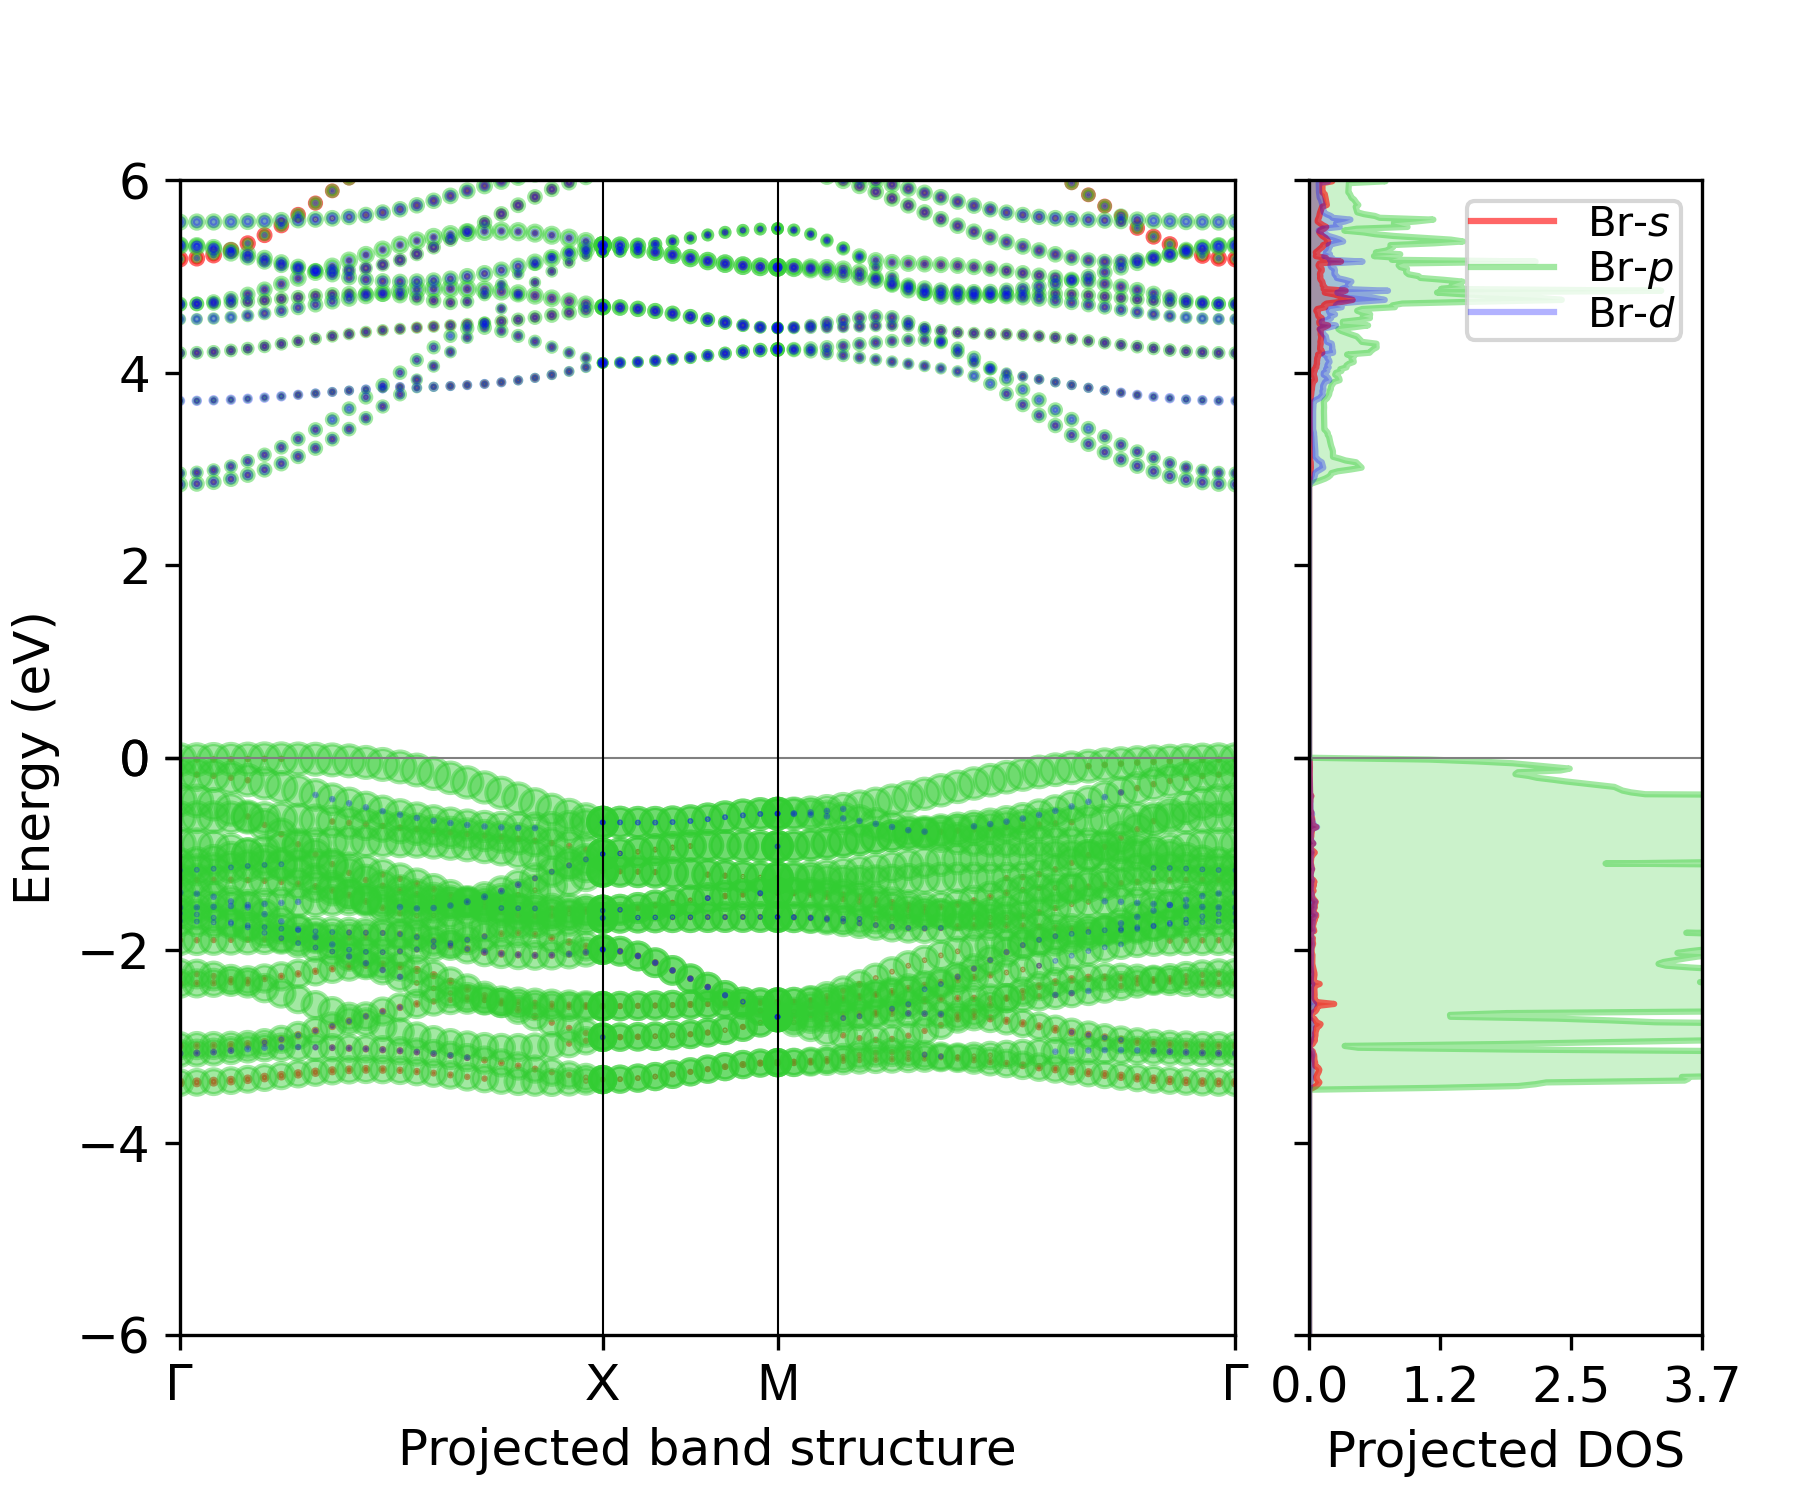 6
4
2
0
−2
−4
−6
Energy (eV)
Γ
X
M
Γ
Projected band structure
Br-s
Br-p
Br-d
0.0
1.2
2.5
3.7
Projected DOS